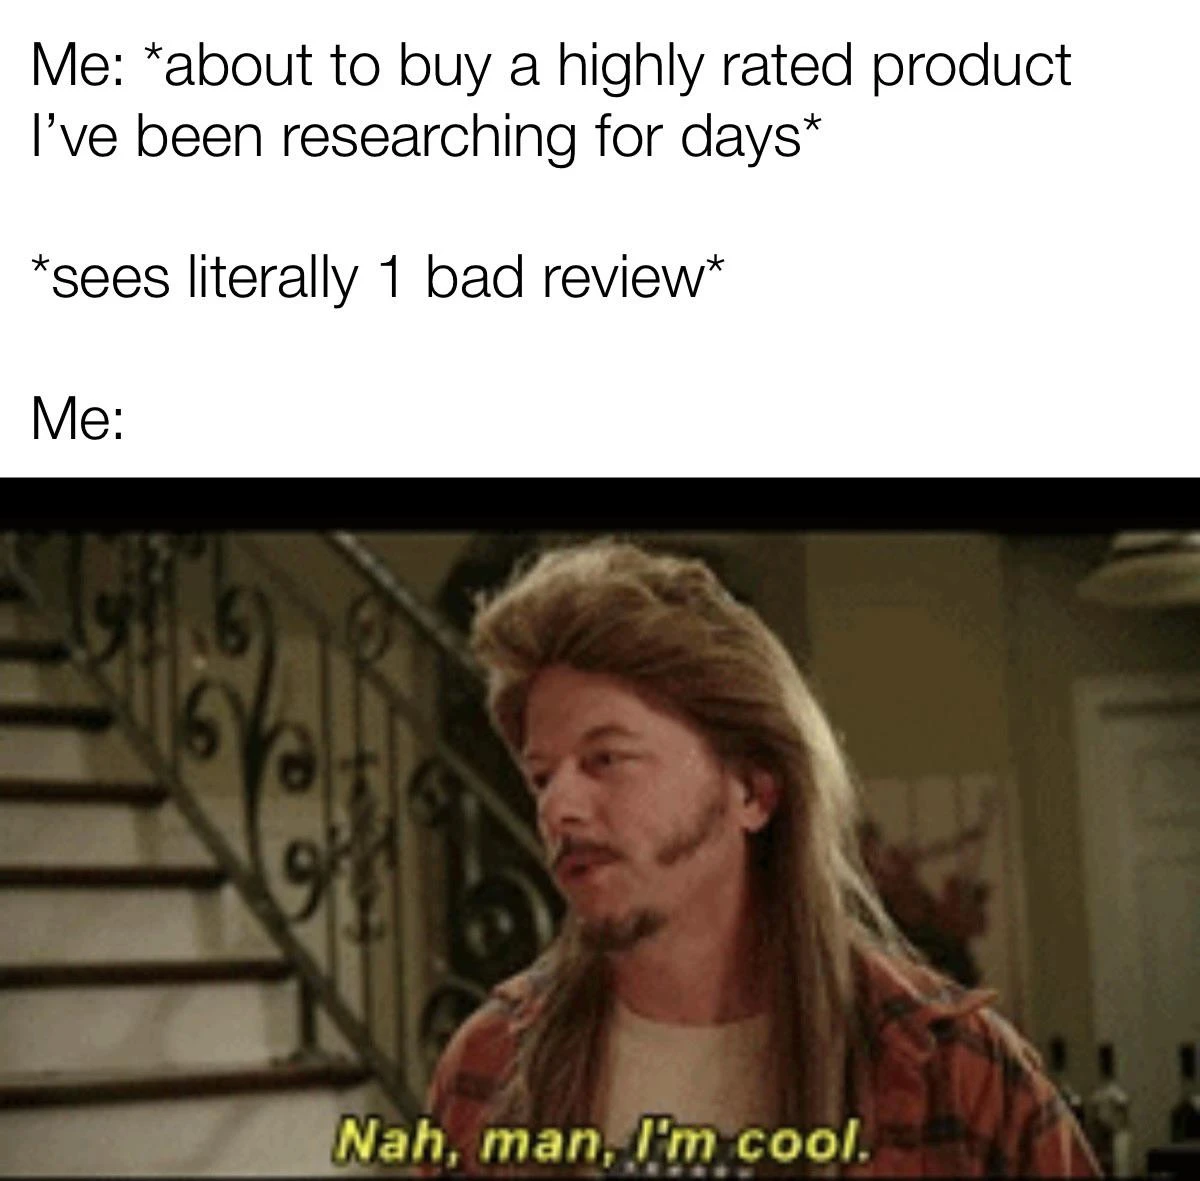 Me: *about to buy a highly rated product
I’ve been researching for days*
*sees literally 1 bad review*
Me:
Nah, man, I'm cool.